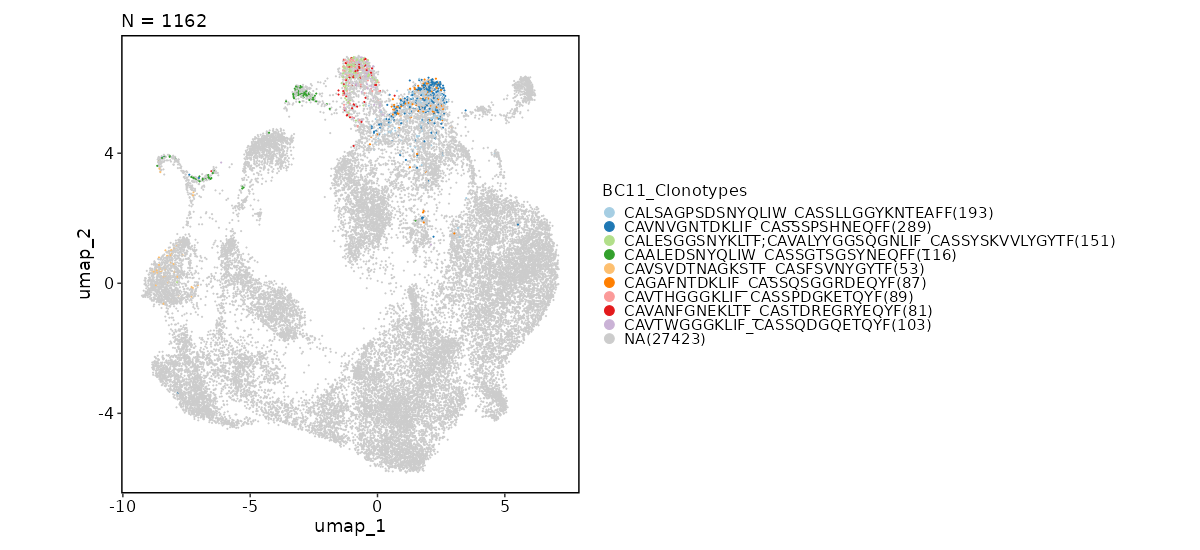 N = 1162
4
0
-4
umap_2
-10
-5
0
5
umap_1
BC11_Clonotypes
CALSAGPSDSNYQLIW_CASSLLGGYKNTEAFF(193)
CAVNVGNTDKLIF_CASSSPSHNEQFF(289)
CALESGGSNYKLTF;CAVALYYGGSQGNLIF_CASSYSKVVLYGYTF(151)
CAALEDSNYQLIW_CASSGTSGSYNEQFF(116)
CAVSVDTNAGKSTF_CASFSVNYGYTF(53)
CAGAFNTDKLIF_CASSQSGGRDEQYF(87)
CAVTHGGGKLIF_CASSPDGKETQYF(89)
CAVANFGNEKLTF_CASTDREGRYEQYF(81)
CAVTWGGGKLIF_CASSQDGQETQYF(103)
NA(27423)